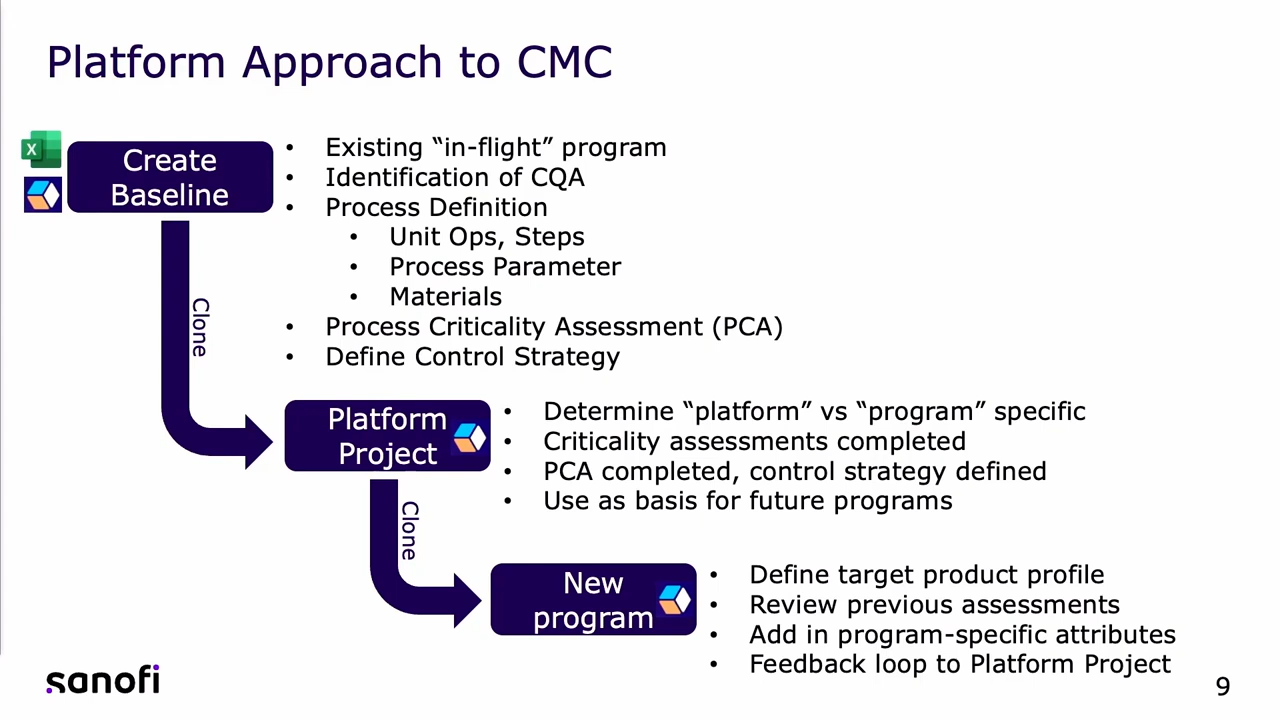 Platform Approach to CMC
X
Create
Baseline
• Existing “in-flight” program
• Identification of CQA
• Process Definition
• Unit Ops, Steps
• Process Parameter
• Materials
• Process Criticality Assessment (PCA)
• Define Control Strategy
Clone
Platform
Project
• Determine “platform” vs “program” specific
• Criticality assessments completed
• PCA completed, control strategy defined
• Use as basis for future programs
Clone
New
program
• Define target product profile
• Review previous assessments
• Add in program-specific attributes
• Feedback loop to Platform Project
sanofi
9